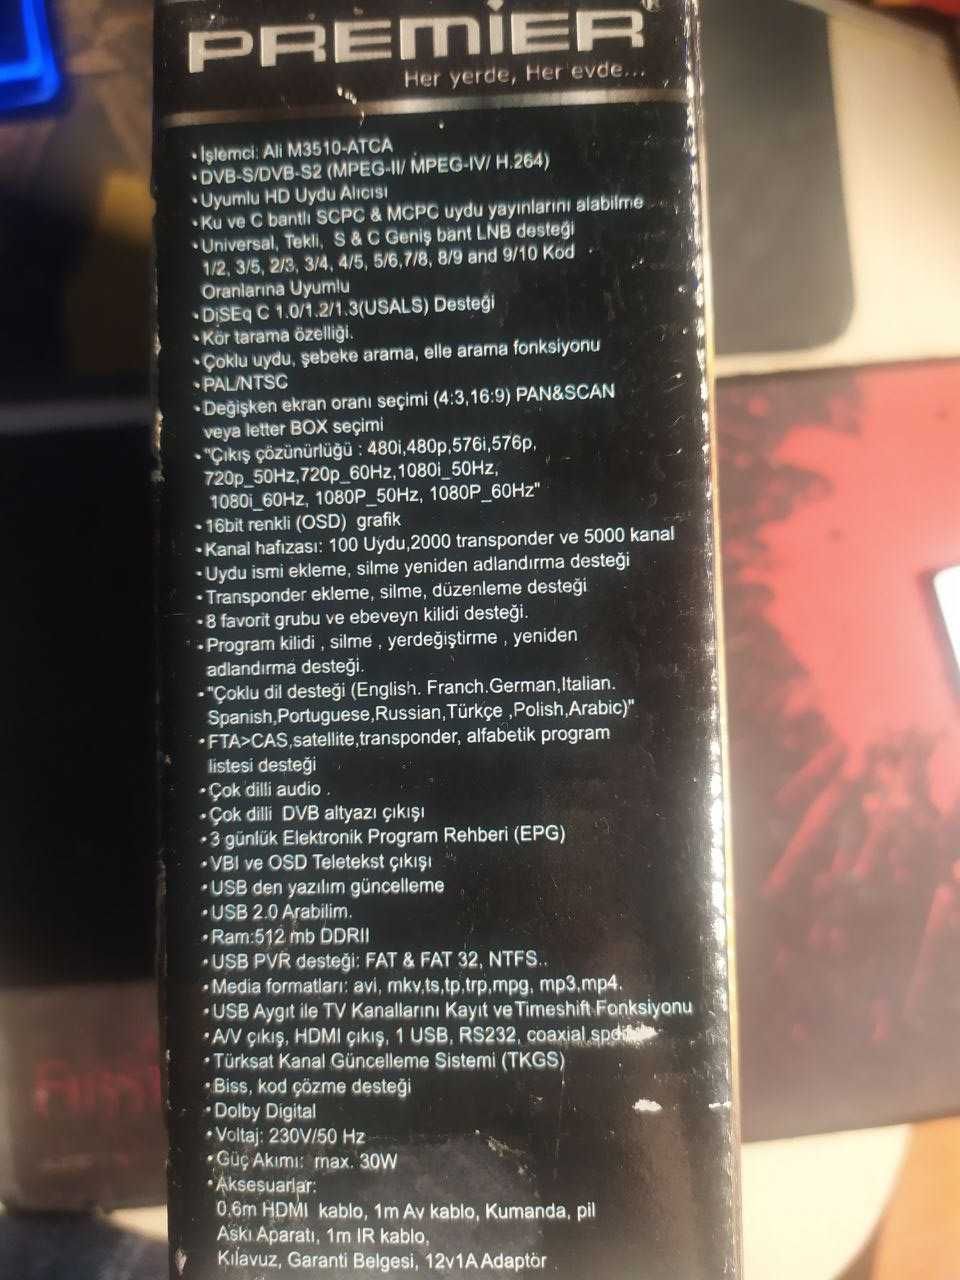 PREMiER®
Her yerde, Her evde...
• İşlemci: Ali M3510-ATCA
• DVB-S/DVB-S2 (MPEG-II/ MPEG-IV/ H.264)
• Uyumlu HD Uydu Alıcısı
• Ku ve C bantlı SCPC & MCPC uydu yayınlarını alabilme
• Universal, Tekli, S & C Geniş bant LNB desteği
1/2, 3/5, 2/3, 3/4, 4/5, 5/6,7/8, 8/9 and 9/10 Kod
Oranlarına Uyumlu
• DiSEq C 1.0/1.2/1.3(USALS) Desteği
• Kör tarama özelliği.
• Çoklu uydu, şebeke arama, elle arama fonksiyonu
• PAL/NTSC
• Değişken ekran oranı seçimi (4:3,16:9) PAN&SCAN
veya letter BOX seçimi
• "Çıkış çözünürlüğü : 480i,480p,576i,576p,
720p_50Hz,720p_60Hz,1080i_50Hz,
1080i_60Hz, 1080P_50Hz, 1080P_60Hz"
• 16bit renkli (OSD) grafik
• Kanal hafızası: 100 Uydu,2000 transponder ve 5000 kanal
• Uydu ismi ekleme, silme yeniden adlandırma desteği
• Transponder ekleme, silme, düzenleme desteği
• 8 favorit grubu ve ebeveyn kilidi desteği.
• Program kilidi , silme , yerdeğiştirme , yeniden
adlandırma desteği.
• "Çoklu dil desteği (English. Franch.German,Italian.
Spanish,Portuguese,Russian,Türkçe ,Polish,Arabic)"
• FTA>CAS,satellite,transponder, alfabetik program
listesi desteği
• Çok dilli audio .
• Çok dilli DVB altyazı çıkışı
• 3 günlük Elektronik Program Rehberi (EPG)
• VBI ve OSD Teletekst çıkışı
• USB den yazılım güncelleme
• USB 2.0 Arabilim.
• Ram:512 mb DDRII
• USB PVR desteği: FAT & FAT 32, NTFS..
• Media formatları: avi, mkv,ts,tp,trp,mpg, mp3,mp4.
• USB Aygıt ile TV Kanallarını Kayıt ve Timeshift Fonksiyonu
• A/V çıkış, HDMI çıkış, 1 USB, RS232, coaxial
• Türksat Kanal Güncelleme Sistemi (TKGS)
• Biss, kod çözme desteği
• Dolby Digital
• Voltaj: 230V/50 Hz
• Güç Akımı: max. 30W
• Aksesuarlar:
0,6m HDMI kablo, 1m Av kablo, Kumanda, pil
Askı Aparatı, 1m IR kablo,
Kılavuz, Garanti Belgesi, 12v1A Adaptör